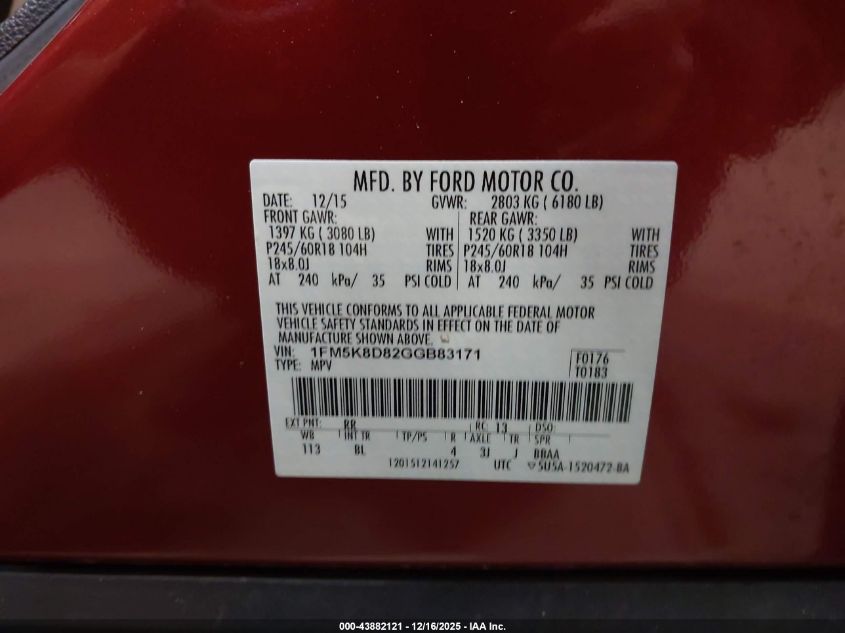 MFD. BY FORD MOTOR CO.
DATE: 12/15 GVWR: 2803 KG ( 6180 LB)
FRONT GAWR: REAR GAWR:
1397 KG ( 3080 LB) WITH 1520 KG ( 3350 LB) WITH
P245/60R18 104H TIRES P245/60R18 104H TIRES
18x8.0J RIMS 18x8.0J RIMS
AT 240 kPa/ 35 PSI COLD AT 240 kPa/ 35 PSI COLD
THIS VEHICLE CONFORMS TO ALL APPLICABLE FEDERAL MOTOR
VEHICLE SAFETY STANDARDS IN EFFECT ON THE DATE OF
MANUFACTURE SHOWN ABOVE.
VIN: 1FM5K8D82GGB83171 F0176
TYPE: MPV T0183
EXT PNT: RR RC: 13 DSO:
WB INT TR TP/PS R AXLE TR SPR
113 BL 4 3J J BBAA
1201512141257 UTC 5U5A-1520472-BA
000-43882121 - 12/16/2025 - IAA Inc.